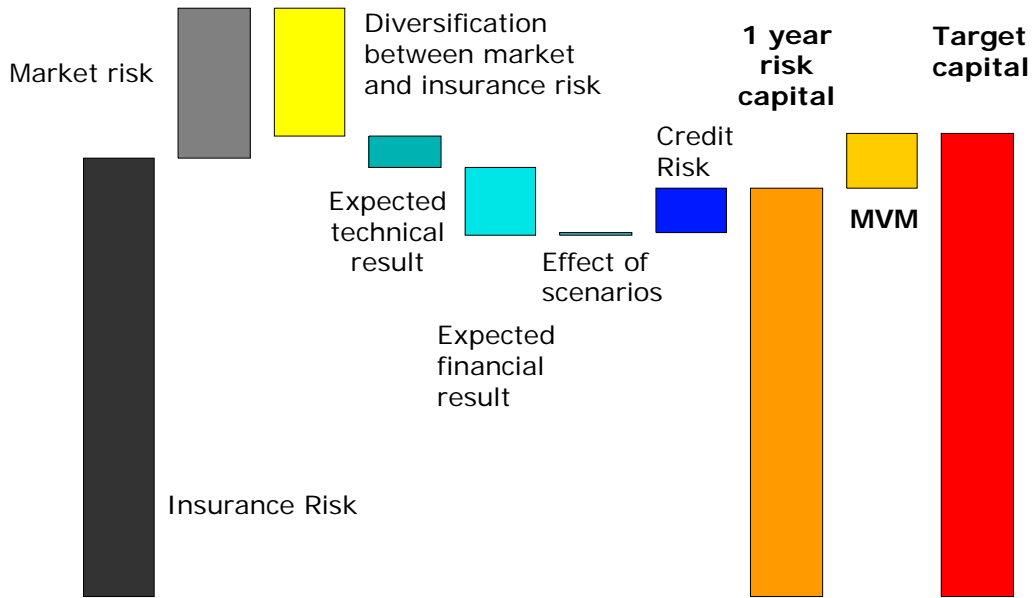 Market risk
Diversification
between market
and insurance risk
1 year
risk
capital
Target
capital
Credit
Risk
Expected
technical
result
Effect of
scenarios
MVM
Expected
financial
result
Insurance Risk